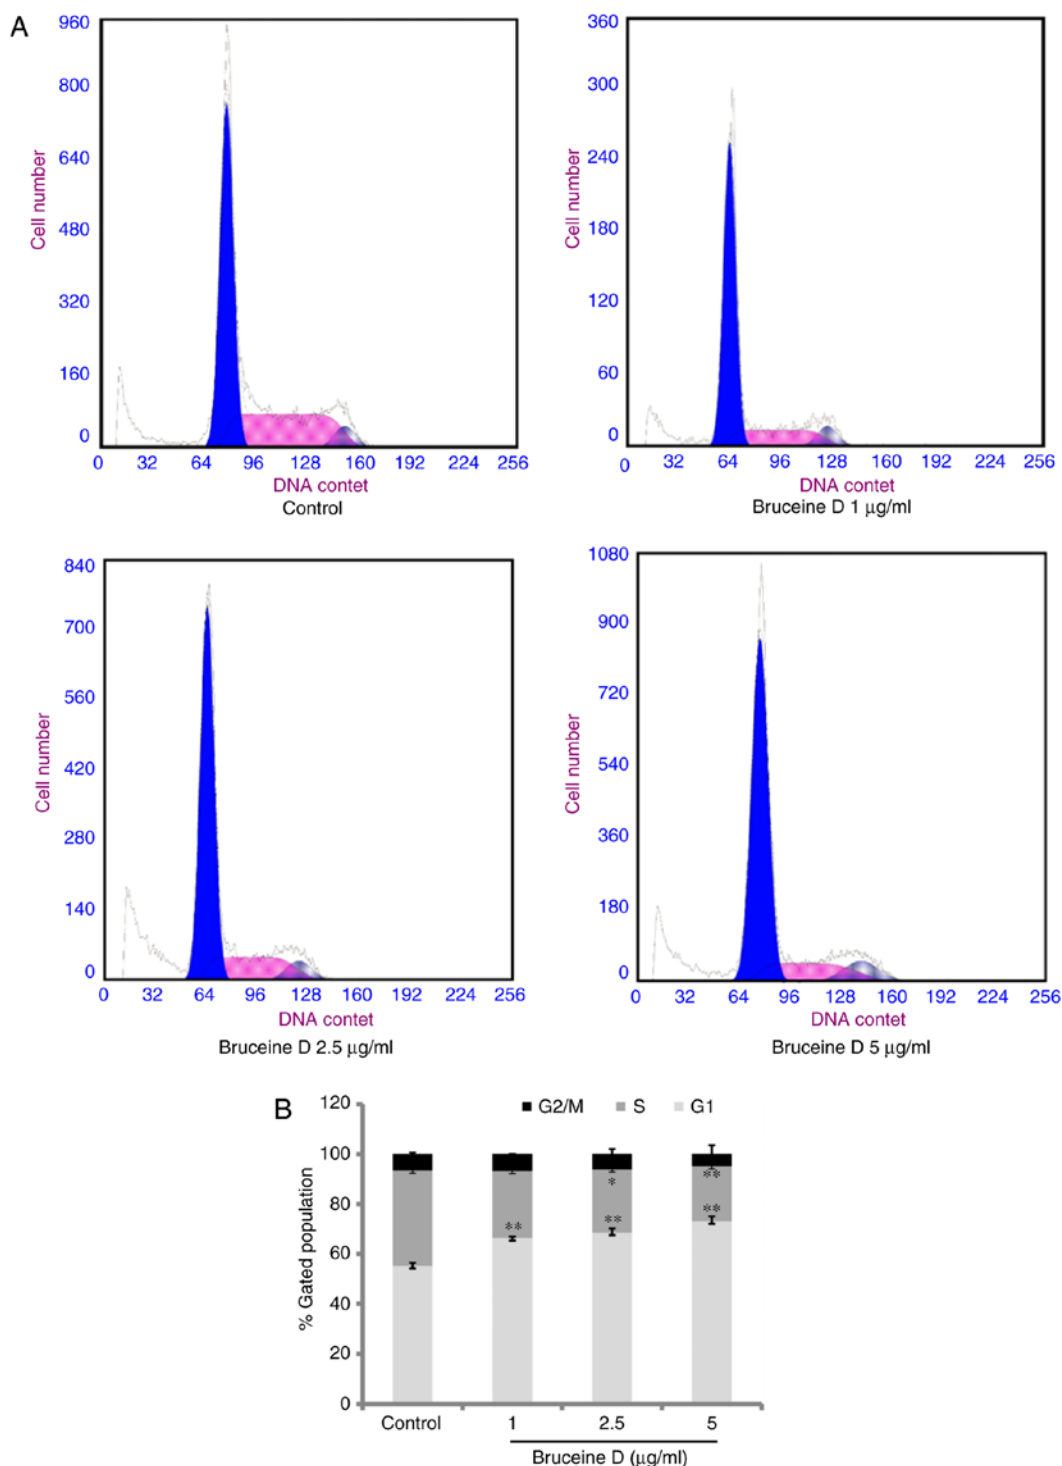 A
960
800
640
480
320
160
0
Cell number
0 32 64 96 128 160 192 224 256
DNA contet
Control
360
300
240
180
120
60
0
Cell number
0 32 64 96 128 160 192 224 256
DNA contet
Bruceine D 1 μg/ml
840
700
560
420
280
140
0
Cell number
0 32 64 96 128 160 192 224 256
DNA contet
Bruceine D 2.5 μg/ml
1080
900
720
540
360
180
0
Cell number
0 32 64 96 128 160 192 224 256
DNA contet
Bruceine D 5 μg/ml
B
G2/M S G1
120
100
80
60
40
20
0
% Gated population
** * ** ** **
Control 1 2.5 5
Bruceine D (μg/ml)